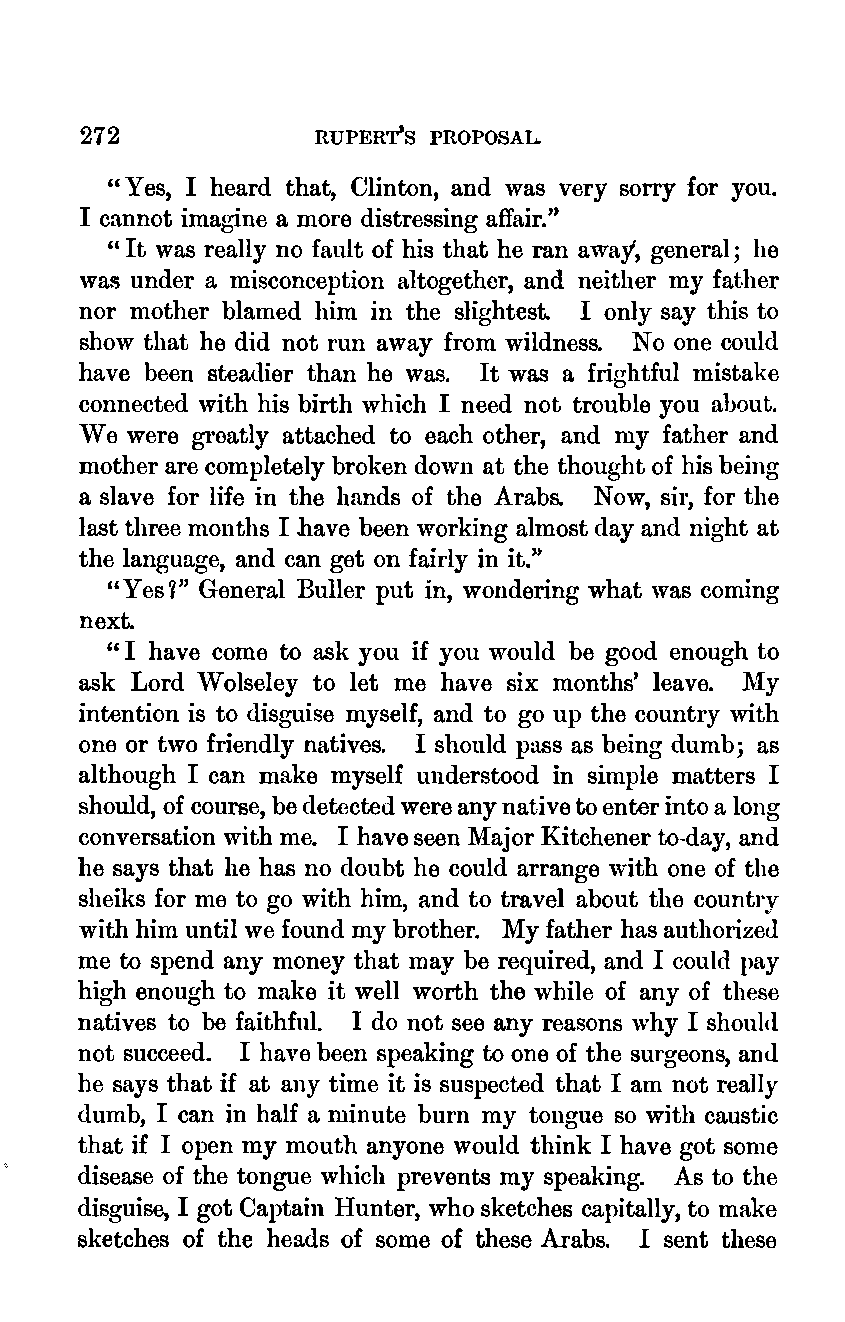 272 RUPERT'S PROPOSAL.
"Yes, I heard that, Clinton, and was very sorry for you.
I cannot imagine a more distressing affair."
"It was really no fault of his that he ran away, general; he
was under a misconception altogether, and neither my father
nor mother blamed him in the slightest. I only say this to
show that he did not run away from wildness. No one could
have been steadier than he was. It was a frightful mistake
connected with his birth which I need not trouble you about.
We were greatly attached to each other, and my father and
mother are completely broken down at the thought of his being
a slave for life in the hands of the Arabs. Now, sir, for the
last three months I have been working almost day and night at
the language, and can get on fairly in it."
"Yes?" General Buller put in, wondering what was coming
next.
"I have come to ask you if you would be good enough to
ask Lord Wolseley to let me have six months' leave. My
intention is to disguise myself, and to go up the country with
one or two friendly natives. I should pass as being dumb; as
although I can make myself understood in simple matters I
should, of course, be detected were any native to enter into a long
conversation with me. I have seen Major Kitchener to-day, and
he says that he has no doubt he could arrange with one of the
sheiks for me to go with him, and to travel about the country
with him until we found my brother. My father has authorized
me to spend any money that may be required, and I could pay
high enough to make it well worth the while of any of these
natives to be faithful. I do not see any reasons why I should
not succeed. I have been speaking to one of the surgeons, and
he says that if at any time it is suspected that I am not really
dumb, I can in half a minute burn my tongue so with caustic
that if I open my mouth anyone would think I have got some
disease of the tongue which prevents my speaking. As to the
disguise, I got Captain Hunter, who sketches capitally, to make
sketches of the heads of some of these Arabs. I sent these